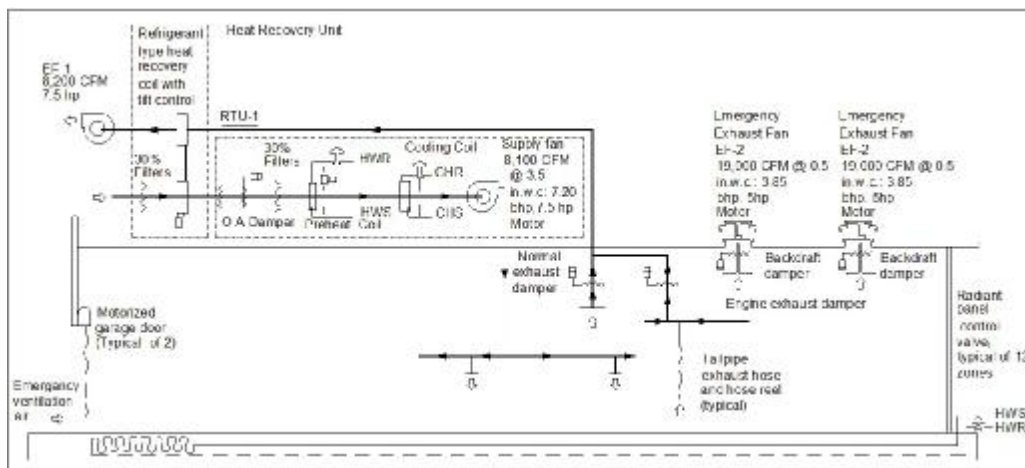 Refrigerant
type heat
recovery
coil with
tilt control
Heat Recovery Unit
EF 1
8,200 CFM
7.5 hp
RTU-1
30%
Filters
30%
Filters
HWR
Cooling Coil
CHR
Supply fan
8,100 CFM
@ 3.5
in.w.c: 7.20
bhp, 7.5 hp
Motor
O.A. Damper
HWS
Preheat Coil
CHS
Emergency
Exhaust Fan
EF-2
19,000 CFM @ 0.5
in.w.c.: 3.85
bhp. 5hp
Motor
Emergency
Exhaust Fan
EF-2
19,000 CFM @ 0.5
in.w.c.: 3.85
bhp. 5hp
Motor
Normal
exhaust
damper
Backdraft
damper
Backdraft
damper
Engine exhaust damper
Motorized
garage door
(Typical of 2)
Radiant
panel
control
valve,
typical of 12
zones
Tailpipe
exhaust hose
and hose reel
(typical)
Emergency
ventilation
air
HWS
HWR